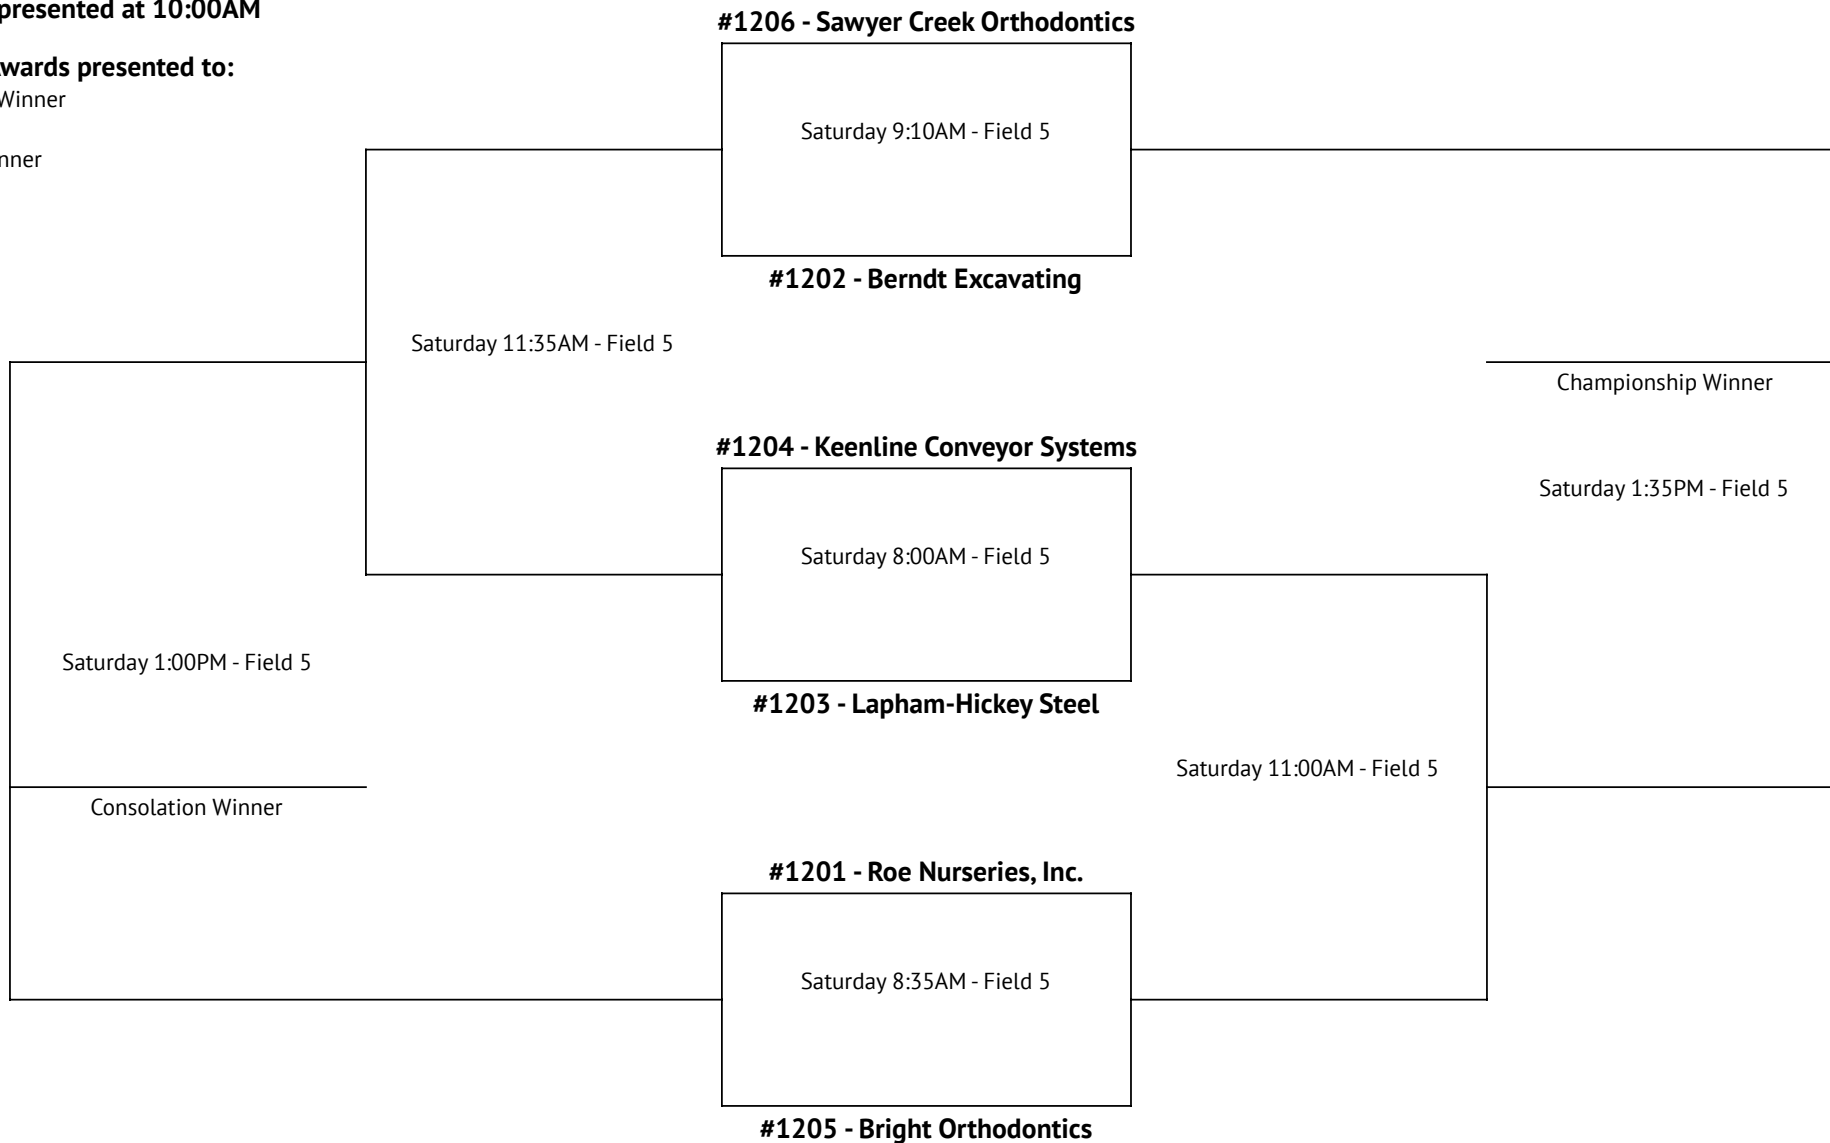 presented at 10:00AM
#1206 - Sawyer Creek Orthodontics
Awards presented to:
Winner
Saturday 9:10AM - Field 5
#1202 - Berndt Excavating
Saturday 11:35AM - Field 5
Championship Winner
#1204 - Keenline Conveyor Systems
Saturday 1:35PM - Field 5
Saturday 8:00AM - Field 5
Saturday 1:00PM - Field 5
#1203 - Lapham-Hickey Steel
Saturday 11:00AM - Field 5
Consolation Winner
#1201 - Roe Nurseries, Inc.
Saturday 8:35AM - Field 5
#1205 - Bright Orthodontics